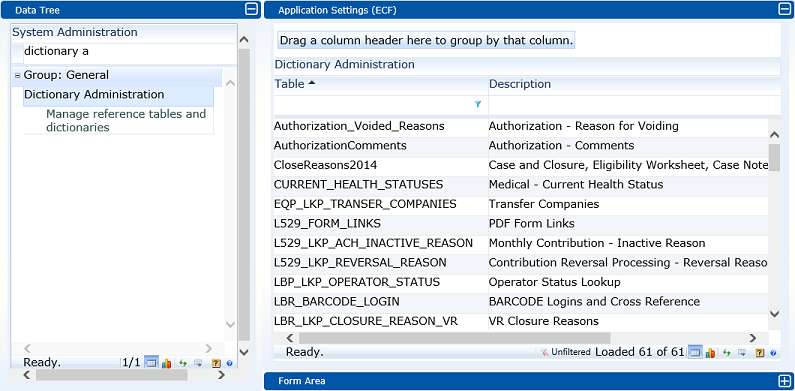 Data Tree
System Administration
dictionary a
Group: General
Dictionary Administration
Manage reference tables and
dictionaries
Ready. 1/1
Application Settings (ECF)
Drag a column header here to group by that column.
Dictionary Administration
Table Description
Authorization_Voided_Reasons Authorization - Reason for Voiding
AuthorizationComments Authorization - Comments
CloseReasons2014 Case and Closure, Eligibility Worksheet, Case Note
CURRENT_HEALTH_STATUSES Medical - Current Health Status
EQP_LKP_TRANSER_COMPANIES Transfer Companies
L529_FORM_LINKS PDF Form Links
L529_LKP_ACH_INACTIVE_REASON Monthly Contribution - Inactive Reason
L529_LKP_REVERSAL_REASON Contribution Reversal Processing - Reversal Reaso
LBP_LKP_OPERATOR_STATUS Operator Status Lookup
LBR_BARCODE_LOGIN BARCODE Logins and Cross Reference
LBR_LKP_CLOSURE_REASON_VR VR Closure Reasons
Ready. Unfiltered Loaded 61 of 61
Form Area